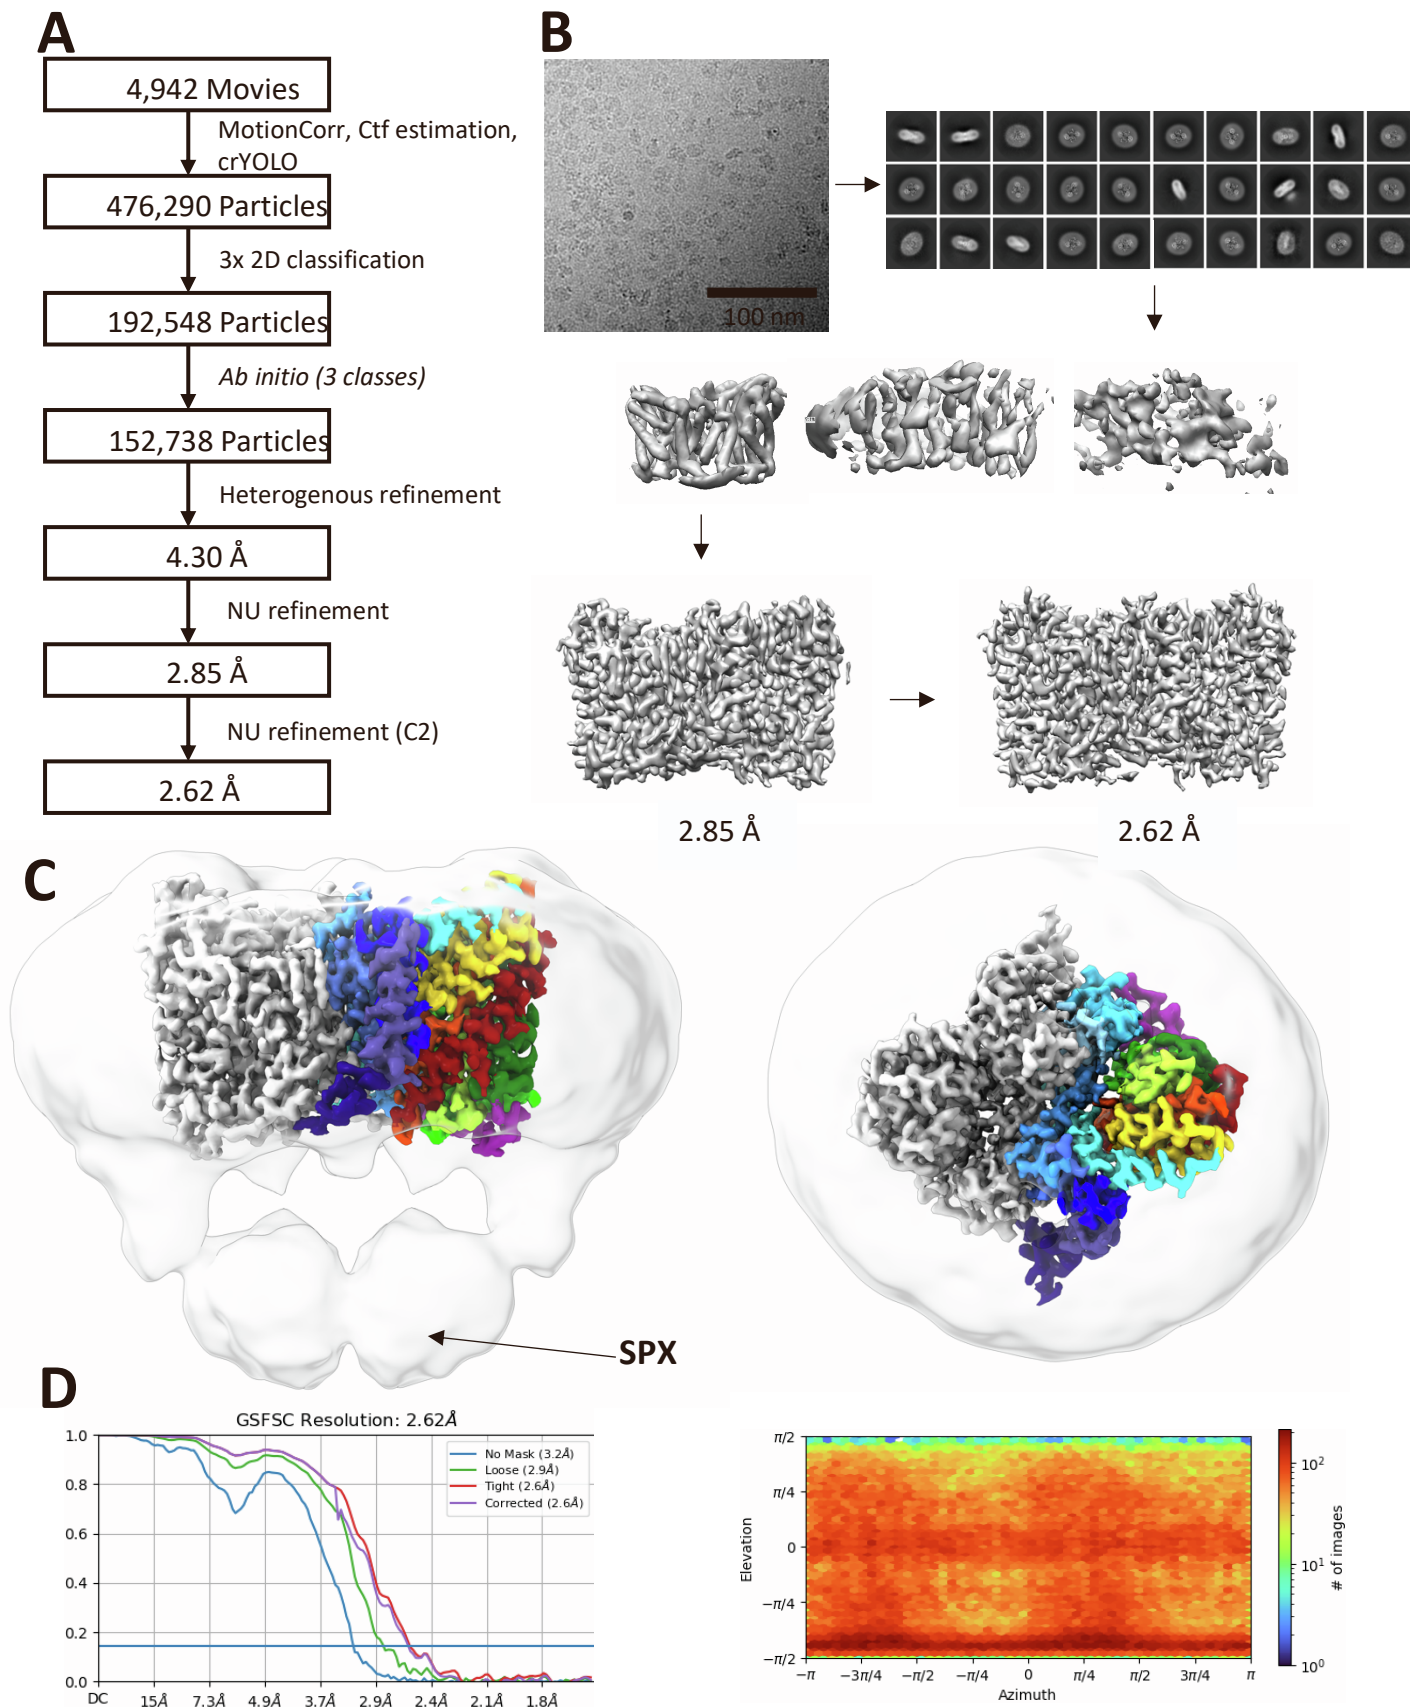 A
4,942 Movies
MotionCorr, Ctf estimation,
crYOLO
476,290 Particles
3x 2D classification
192,548 Particles
Ab initio (3 classes)
152,738 Particles
Heterogenous refinement
4.30 Å
NU refinement
2.85 Å
NU refinement (C2)
2.62 Å
B
100 nm
2.85 Å
2.62 Å
C
SPX
D
GSFSC Resolution: 2.62Å
1.0
0.8
0.6
0.4
0.2
0.0
No Mask (3.2Å)
Loose (2.9Å)
Tight (2.6Å)
Corrected (2.6Å)
DC 15Å 7.3Å 4.9Å 3.7Å 2.9Å 2.4Å 2.1Å 1.8Å
Elevation
π/2
π/4
0
−π/4
−π/2
−π −3π/4 −π/2 −π/4 0 π/4 π/2 3π/4 π
Azimuth
10²
10¹
10⁰
# of images